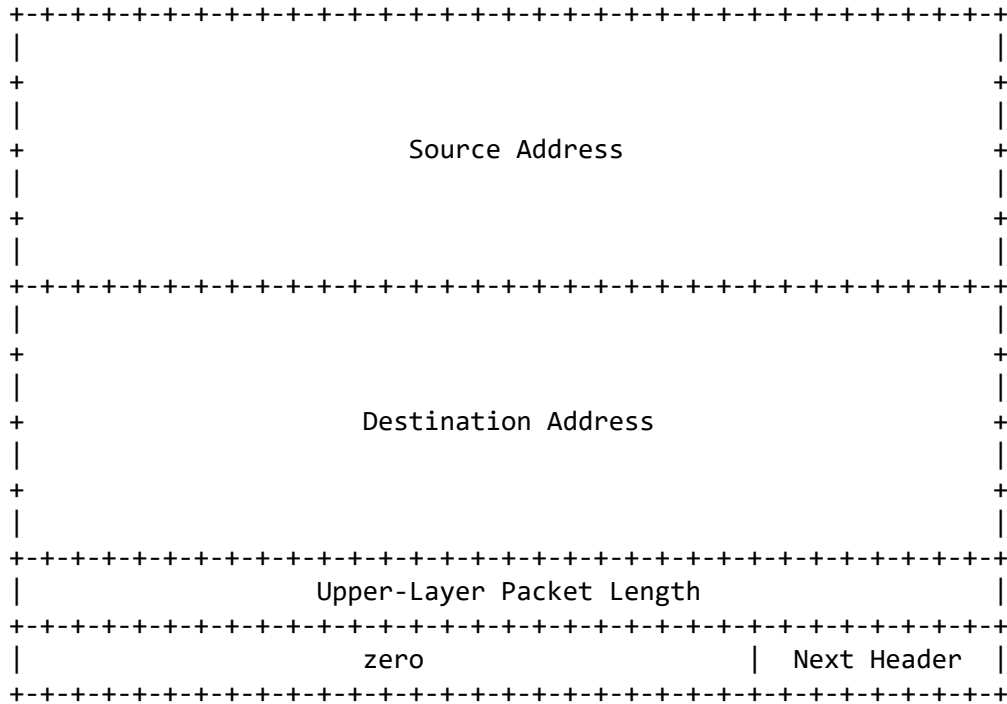 Source Address
Destination Address
Upper-Layer Packet Length
zero | Next Header